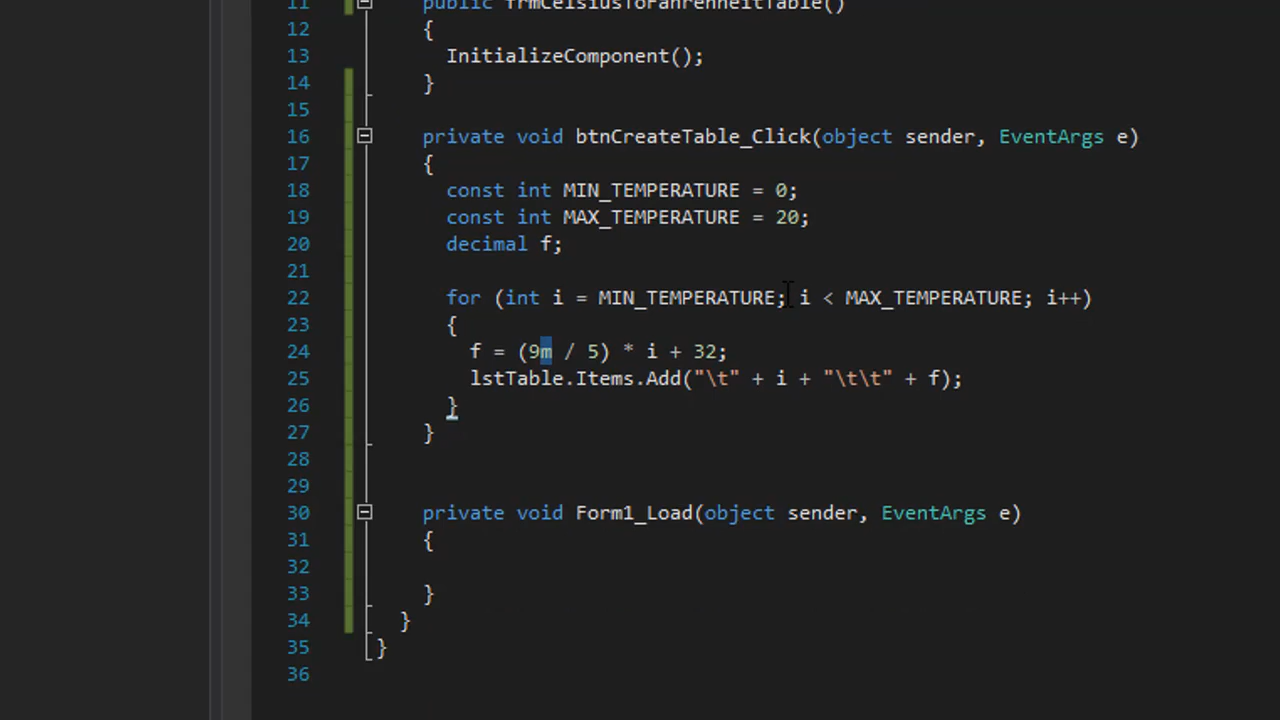 11 public frmCelsiusToFahrenheitTable()
12 {
13 InitializeComponent();
14 }
15
16 private void btnCreateTable_Click(object sender, EventArgs e)
17 {
18 const int MIN_TEMPERATURE = 0;
19 const int MAX_TEMPERATURE = 20;
20 decimal f;
21
22 for (int i = MIN_TEMPERATURE; i < MAX_TEMPERATURE; i++)
23 {
24 f = (9m / 5) * i + 32;
25 lstTable.Items.Add("\t" + i + "\t\t" + f);
26 }
27 }
28
29
30 private void Form1_Load(object sender, EventArgs e)
31 {
32
33 }
34 }
35 }
36